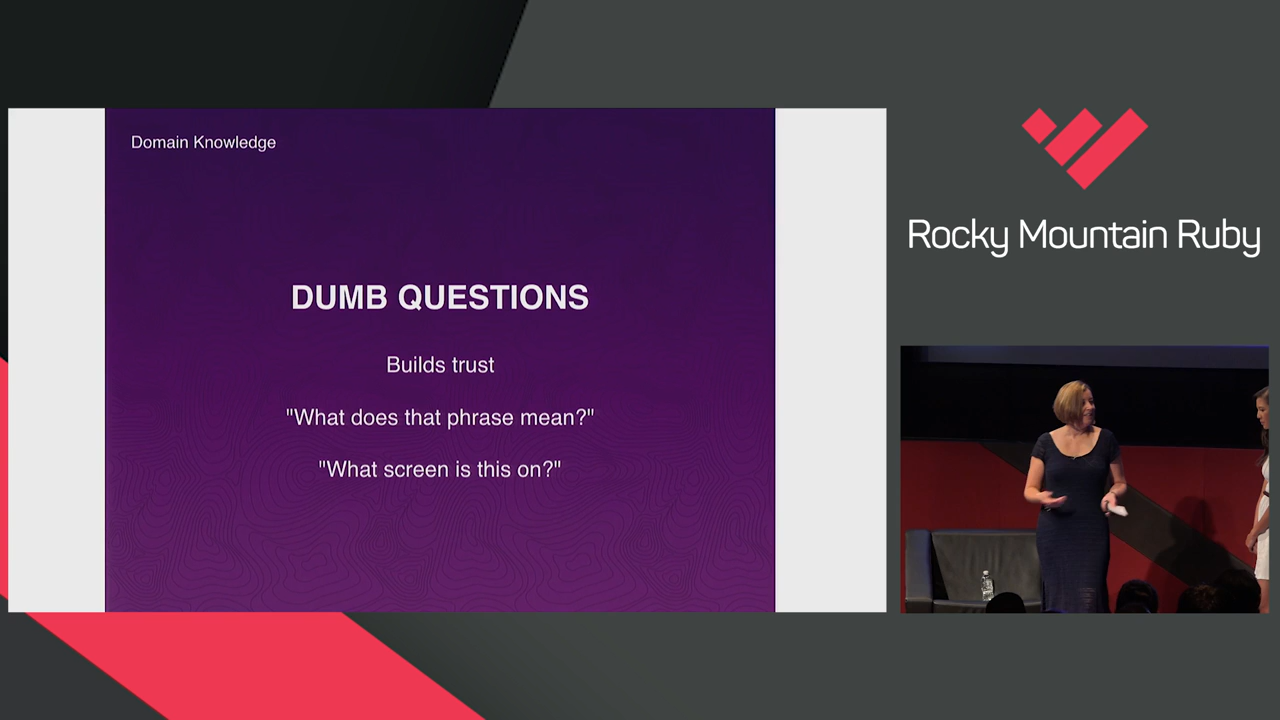 Domain Knowledge
DUMB QUESTIONS
Builds trust
"What does that phrase mean?"
"What screen is this on?"
Rocky Mountain Ruby